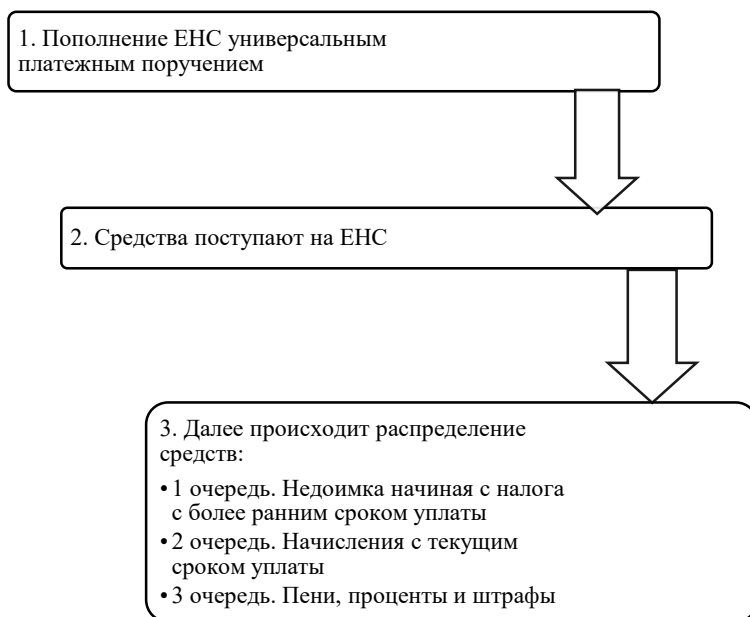 1. Пополнение ЕНС универсальным
платежным поручением
2. Средства поступают на ЕНС
3. Далее происходит распределение
средств:
• 1 очередь. Недоимка начиная с налога
с более ранним сроком уплаты
• 2 очередь. Начисления с текущим
сроком уплаты
• 3 очередь. Пени, проценты и штрафы